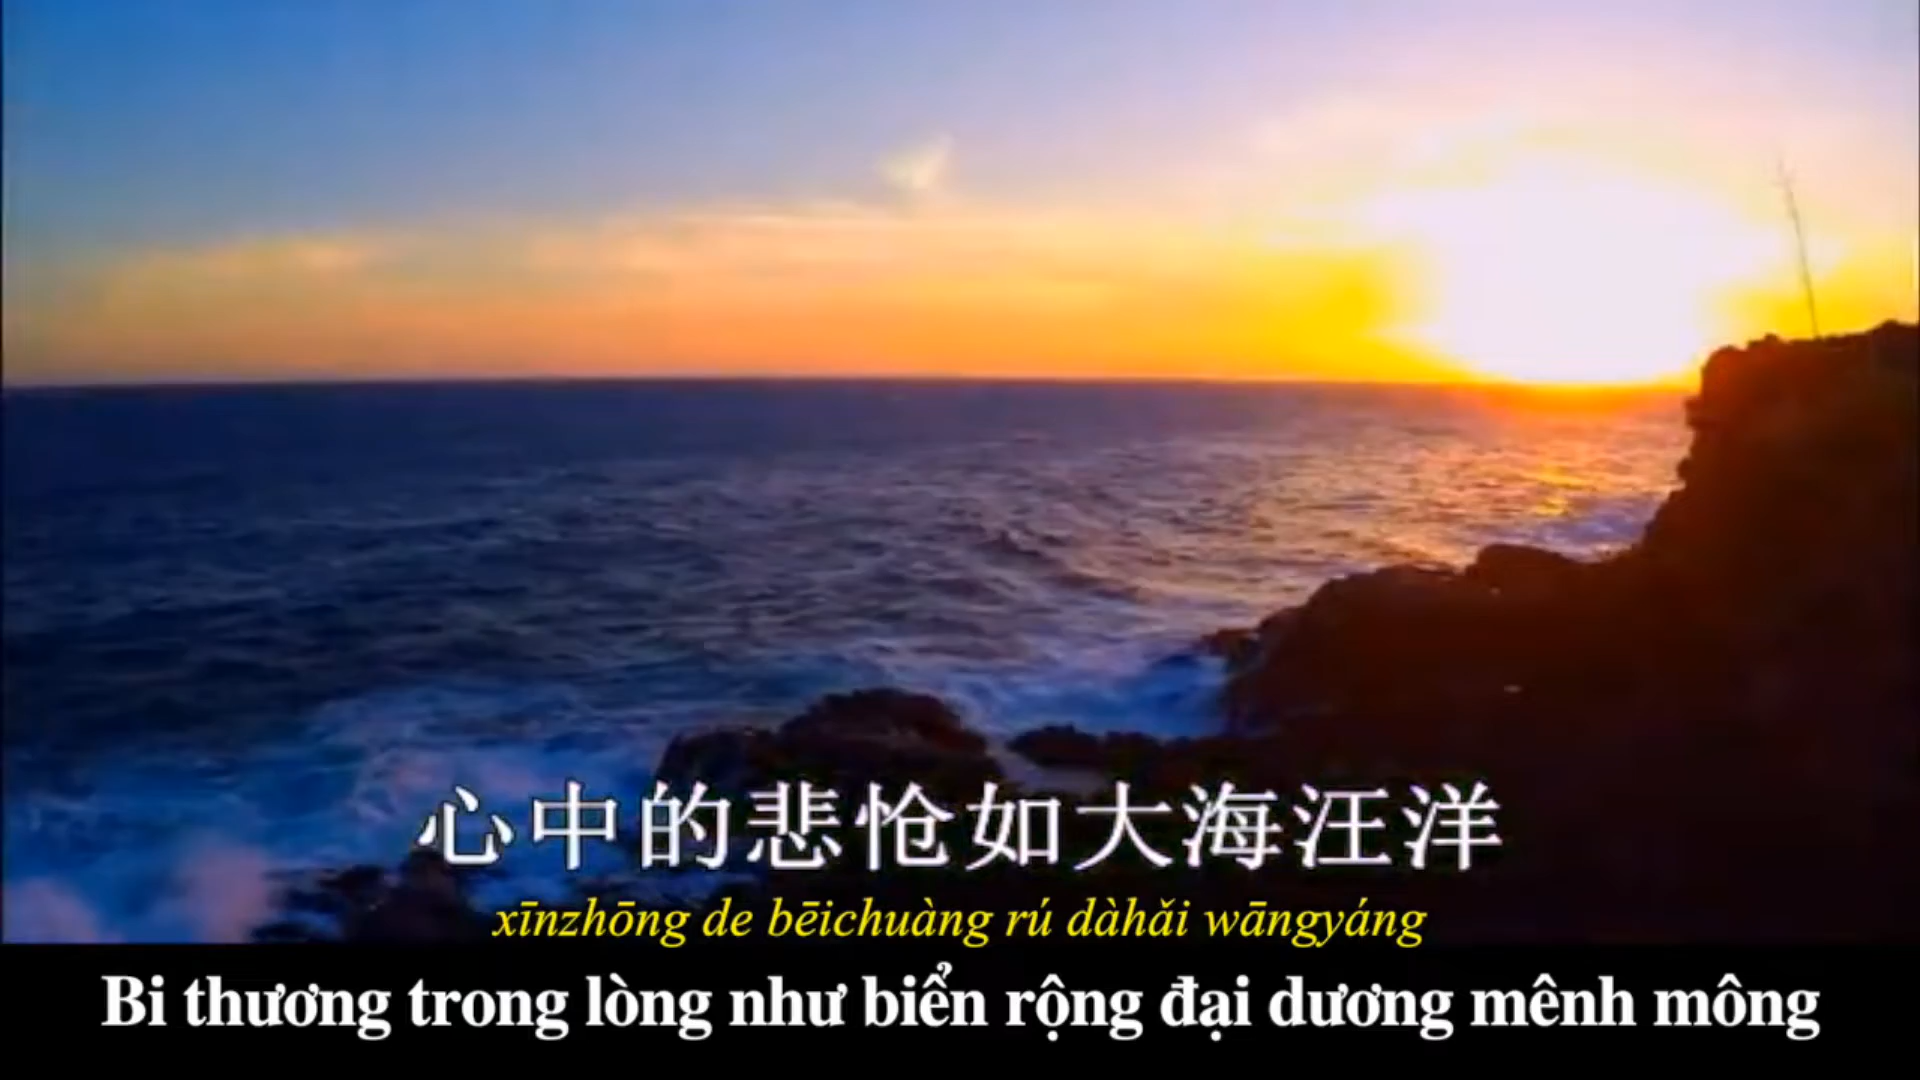 心中的悲怆如大海汪洋
xīnzhōng de bēichuàng rú dàhǎi wāngyáng
Bi thương trong lòng như biển rộng đại dương mênh mông